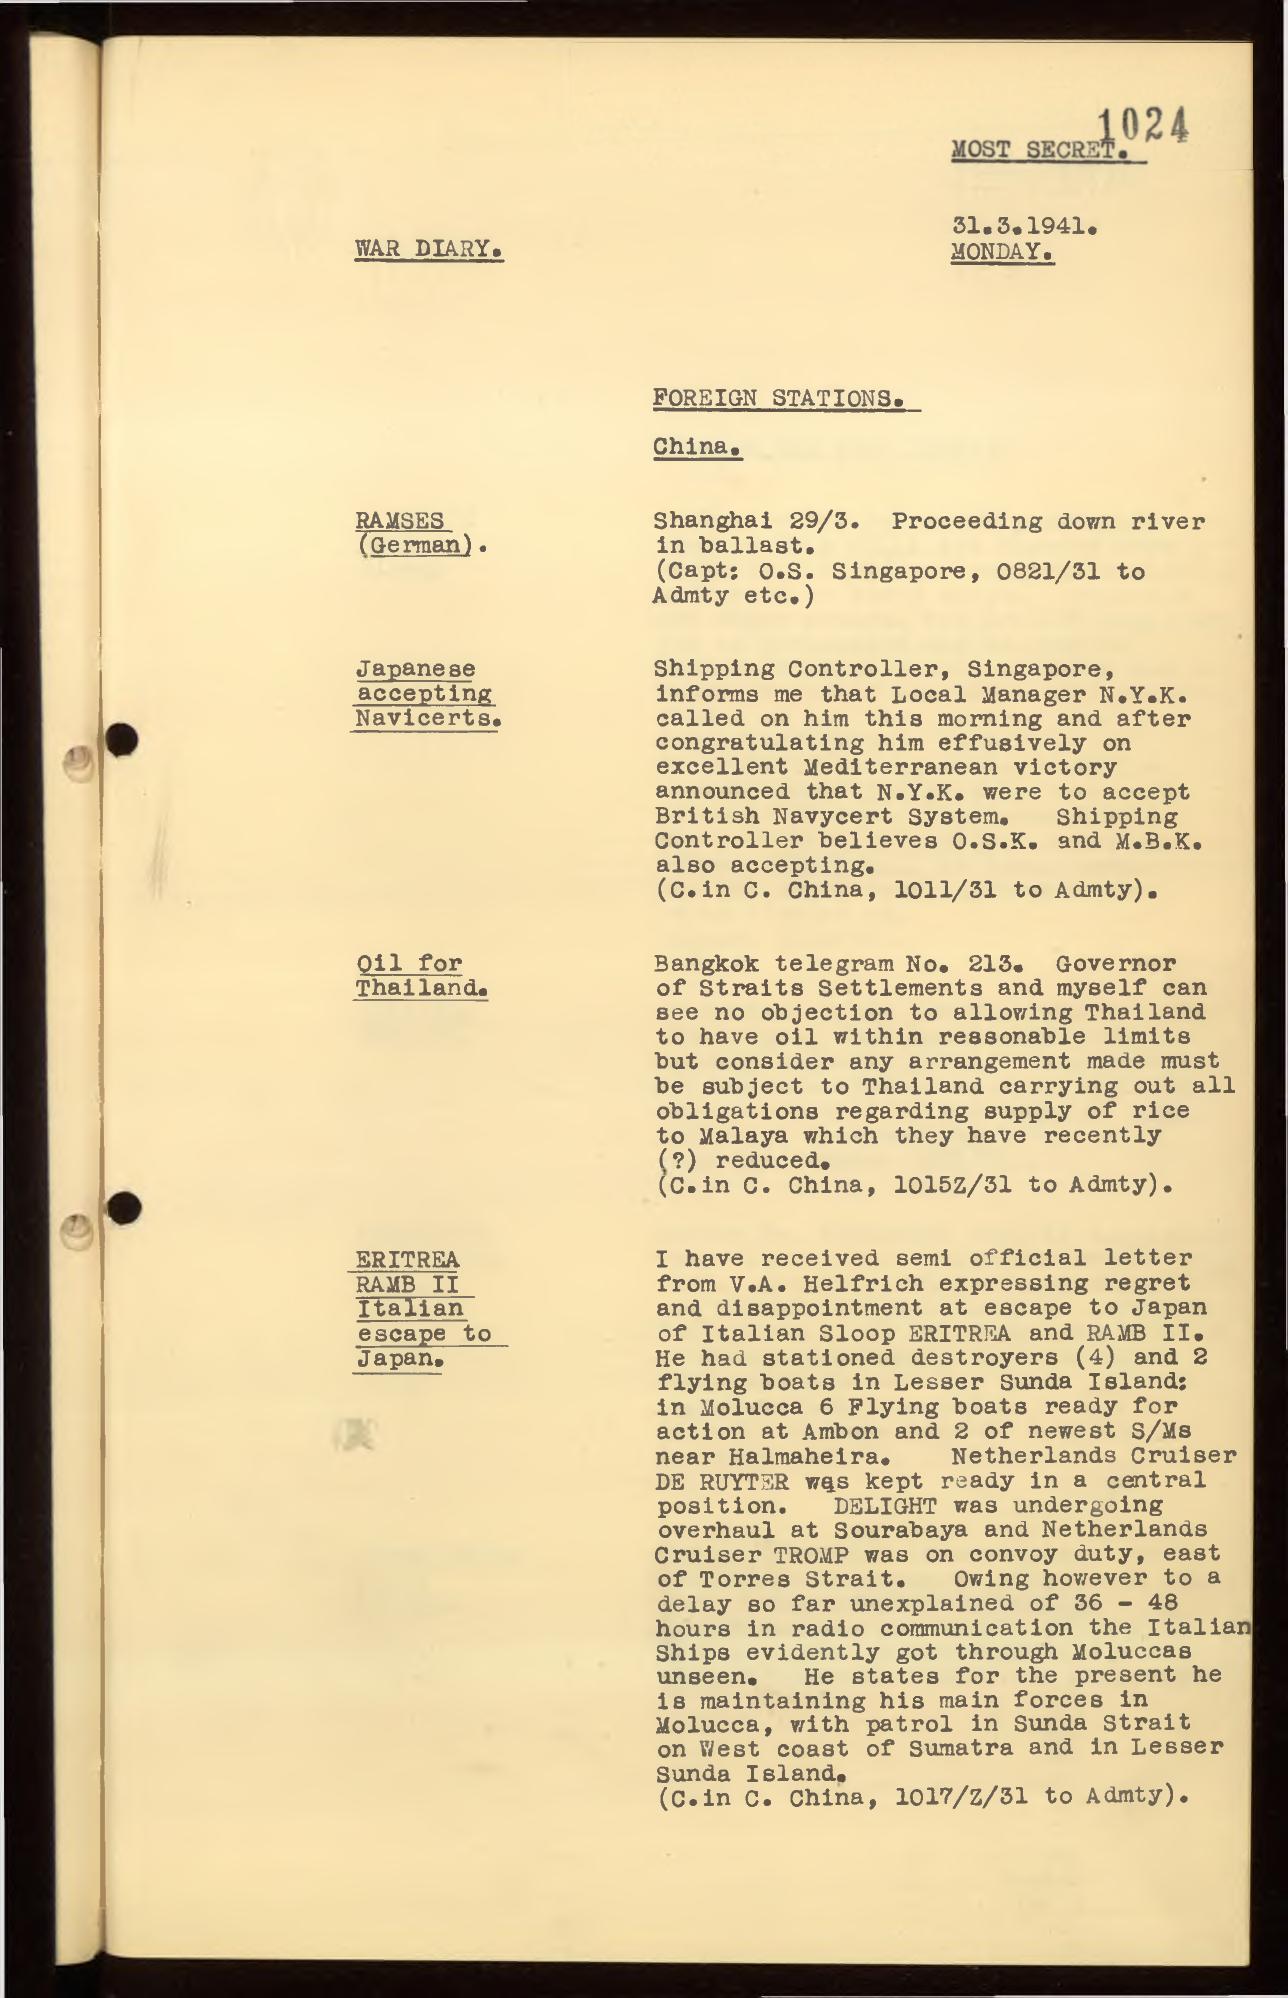 1024
MOST SECRET.
31.3.1941.
WAR DIARY.
MONDAY.
FOREIGN STATIONS.
China.
RAMSES
(German).
Shanghai 29/3. Proceeding down river
in ballast.
(Capt: O.S. Singapore, 0821/31 to
Admty etc.)
Japanese
accepting
Navicerts.
Shipping Controller, Singapore,
informs me that Local Manager N.Y.K.
called on him this morning and after
congratulating him effusively on
excellent Mediterranean victory
announced that N.Y.K. were to accept
British Navycert System. Shipping
Controller believes O.S.K. and M.B.K.
also accepting.
(C.in C. China, 1011/31 to Admty).
Oil for
Thailand.
Bangkok telegram No. 213. Governor
of Straits Settlements and myself can
see no objection to allowing Thailand
to have oil within reasonable limits
but consider any arrangement made must
be subject to Thailand carrying out all
obligations regarding supply of rice
to Malaya which they have recently
(?) reduced.
(C.in C. China, 1015Z/31 to Admty).
ERITREA
RAMB II
Italian
escape to
Japan.
I have received semi official letter
from V.A. Helfrich expressing regret
and disappointment at escape to Japan
of Italian Sloop ERITREA and RAMB II.
He had stationed destroyers (4) and 2
flying boats in Lesser Sunda Island:
in Molucca 6 Flying boats ready for
action at Ambon and 2 of newest S/Ms
near Halmaheira. Netherlands Cruiser
DE RUYTER was kept ready in a central
position. DELIGHT was undergoing
overhaul at Sourabaya and Netherlands
Cruiser TROMP was on convoy duty, east
of Torres Strait. Owing however to a
delay so far unexplained of 36 - 48
hours in radio communication the Italian
Ships evidently got through Moluccas
unseen. He states for the present he
is maintaining his main forces in
Molucca, with patrol in Sunda Strait
on West coast of Sumatra and in Lesser
Sunda Island.
(C.in C. China, 1017/Z/31 to Admty).